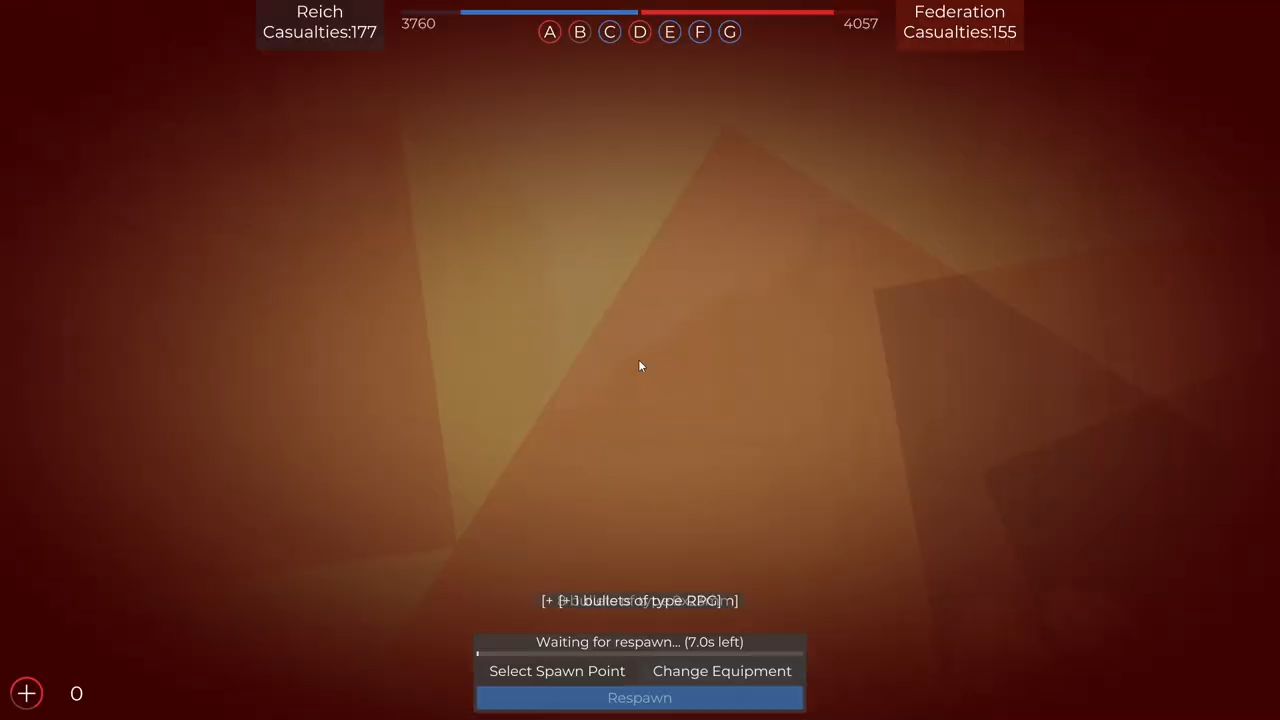 Reich
Casualties:177
3760
A B C D E F G
4057
Federation
Casualties:155
bullets of type RPG]
Waiting for respawn... (7.0s left)
Select Spawn Point
Change Equipment
Respawn
0